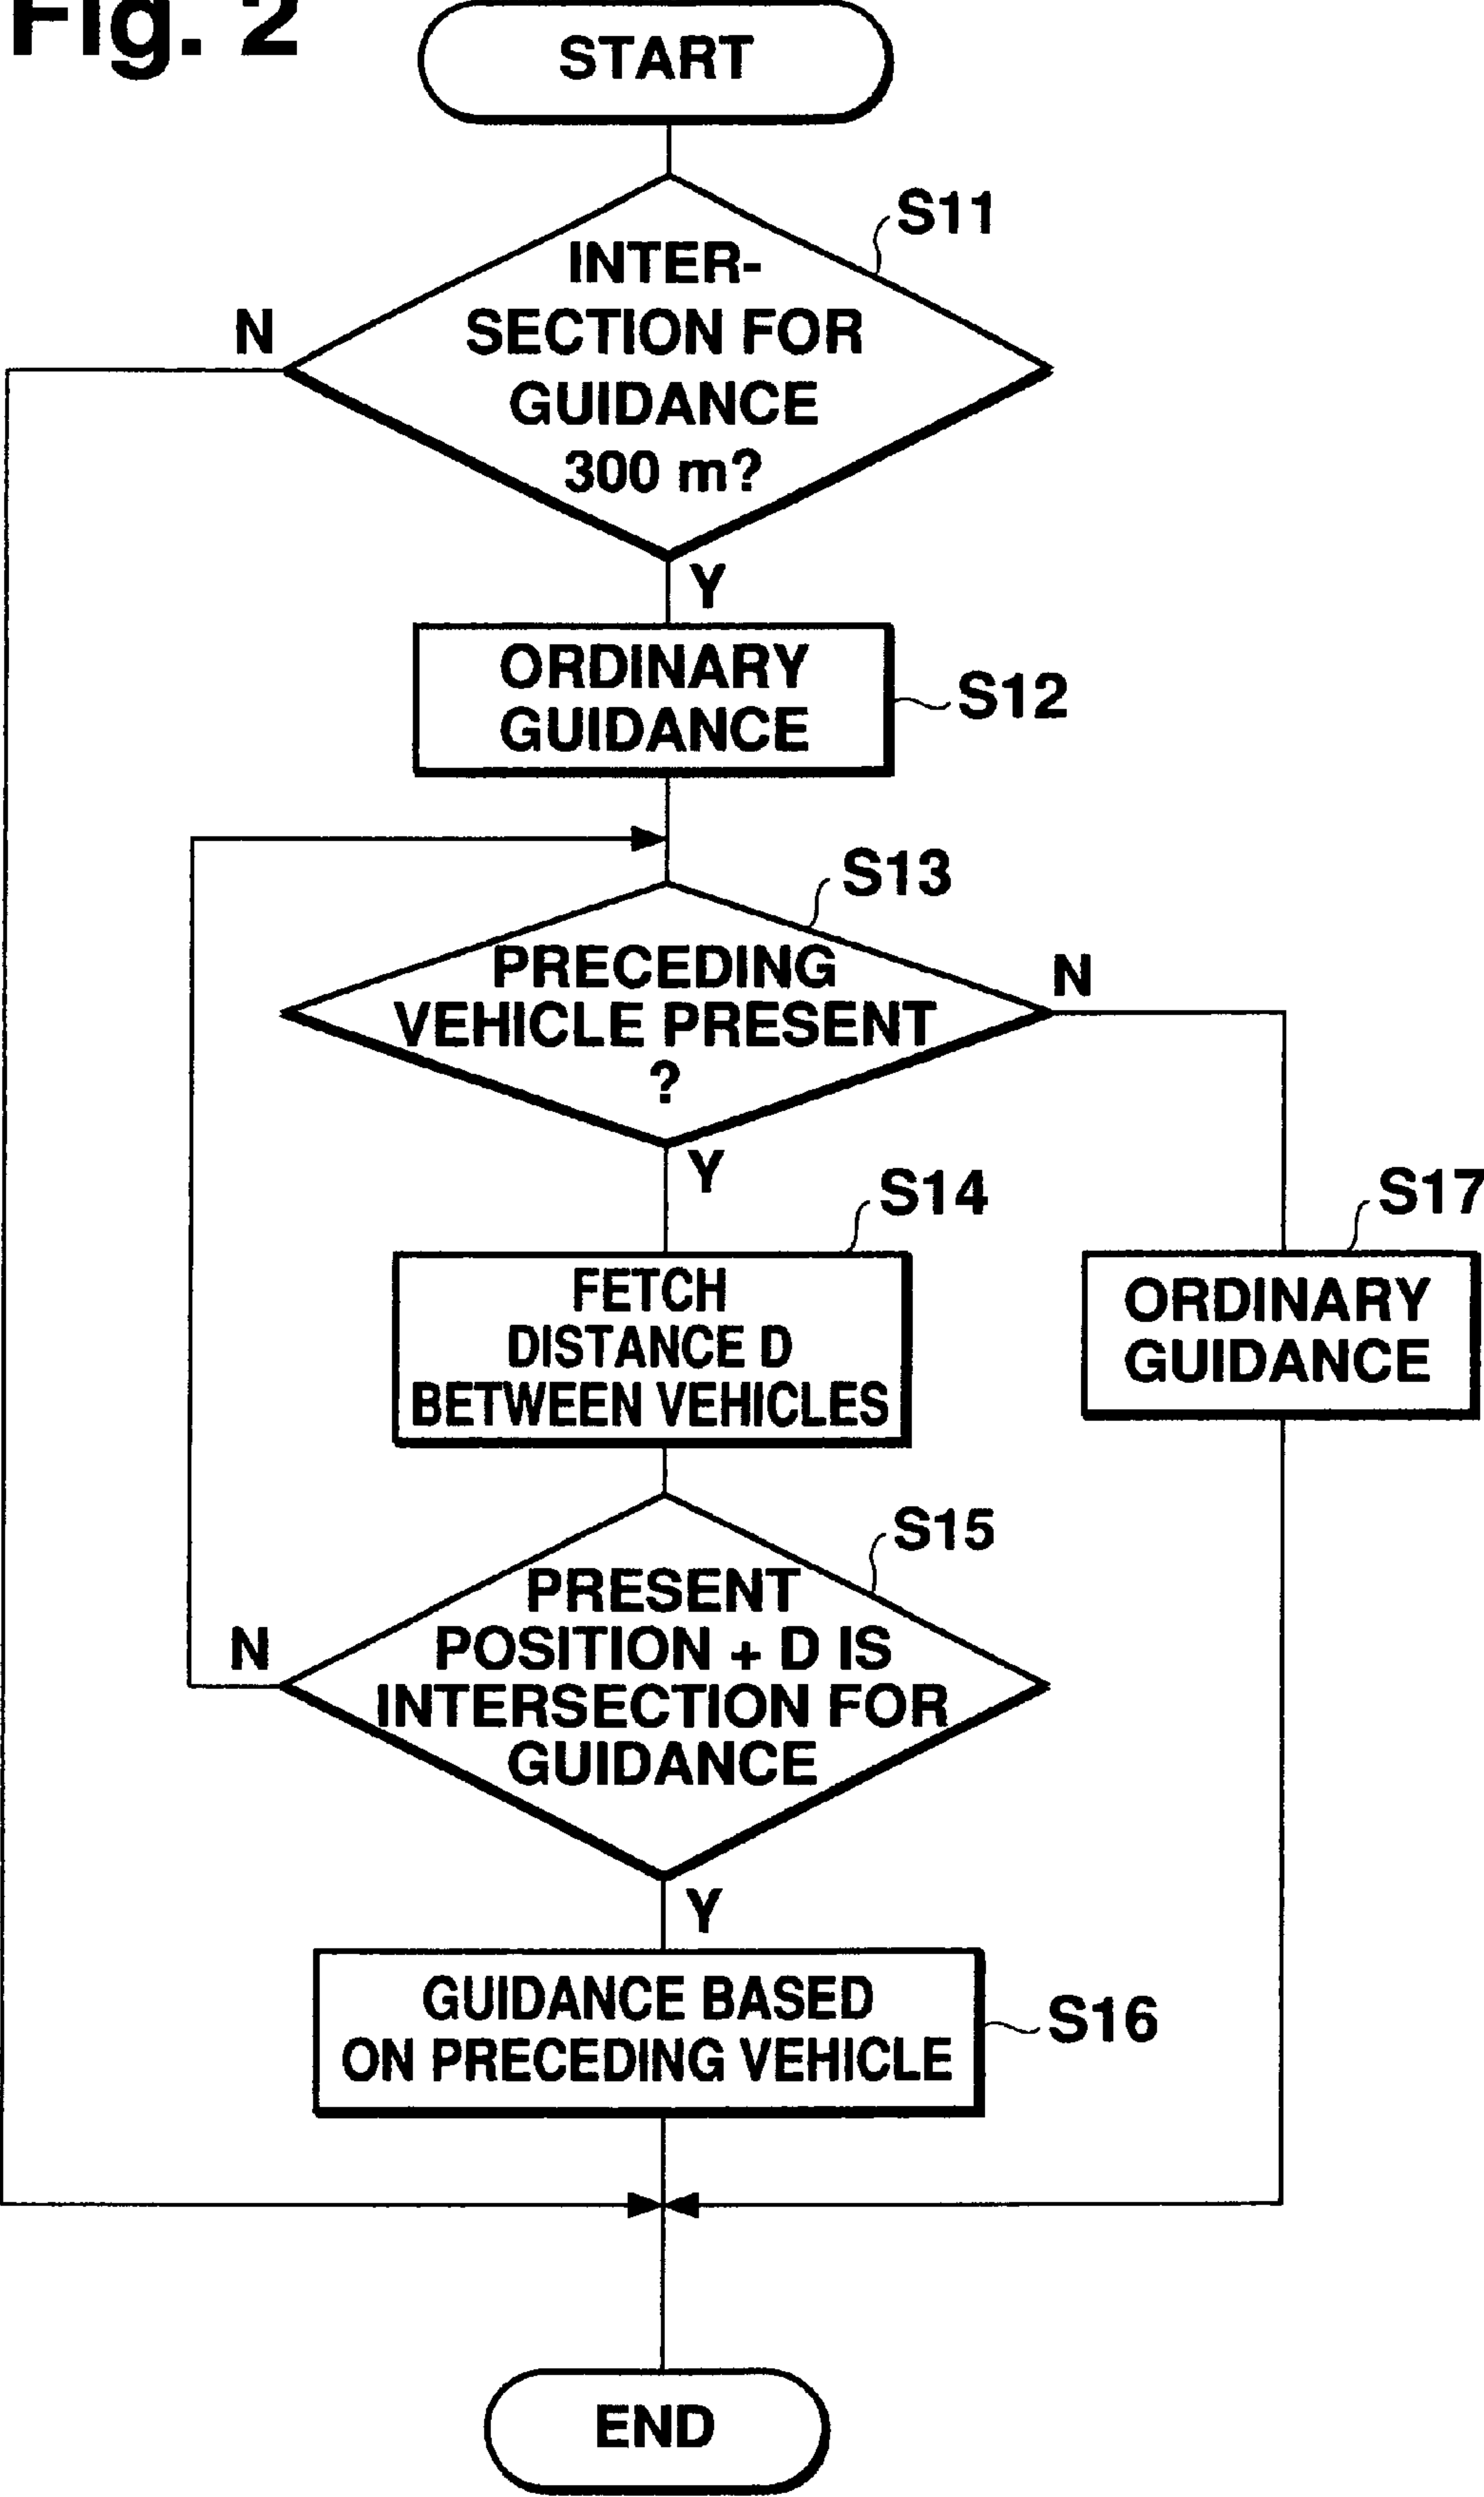 Fig. 2
START
S11
INTER-
SECTION FOR
GUIDANCE
300 m?
N
Y
ORDINARY
GUIDANCE
S12
S13
PRECEDING
VEHICLE PRESENT
?
N
Y
S14
FETCH
DISTANCE D
BETWEEN VEHICLES
S17
ORDINARY
GUIDANCE
S15
PRESENT
POSITION + D IS
INTERSECTION FOR
GUIDANCE
N
Y
GUIDANCE BASED
ON PRECEDING VEHICLE
S16
END